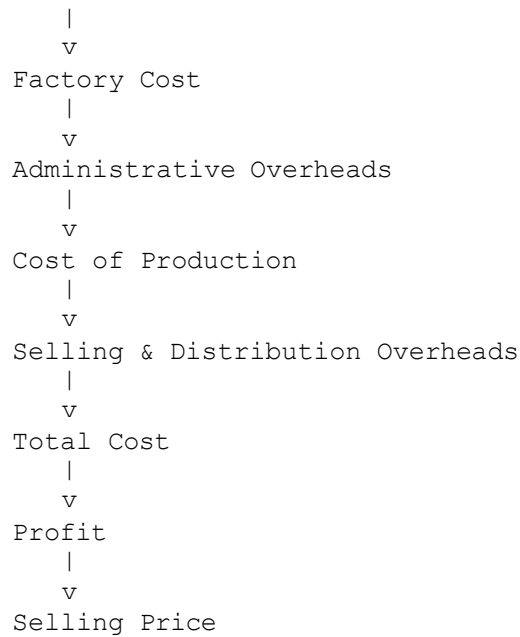 |
v
Factory Cost
|
v
Administrative Overheads
|
v
Cost of Production
|
v
Selling & Distribution Overheads
|
v
Total Cost
|
v
Profit
|
v
Selling Price